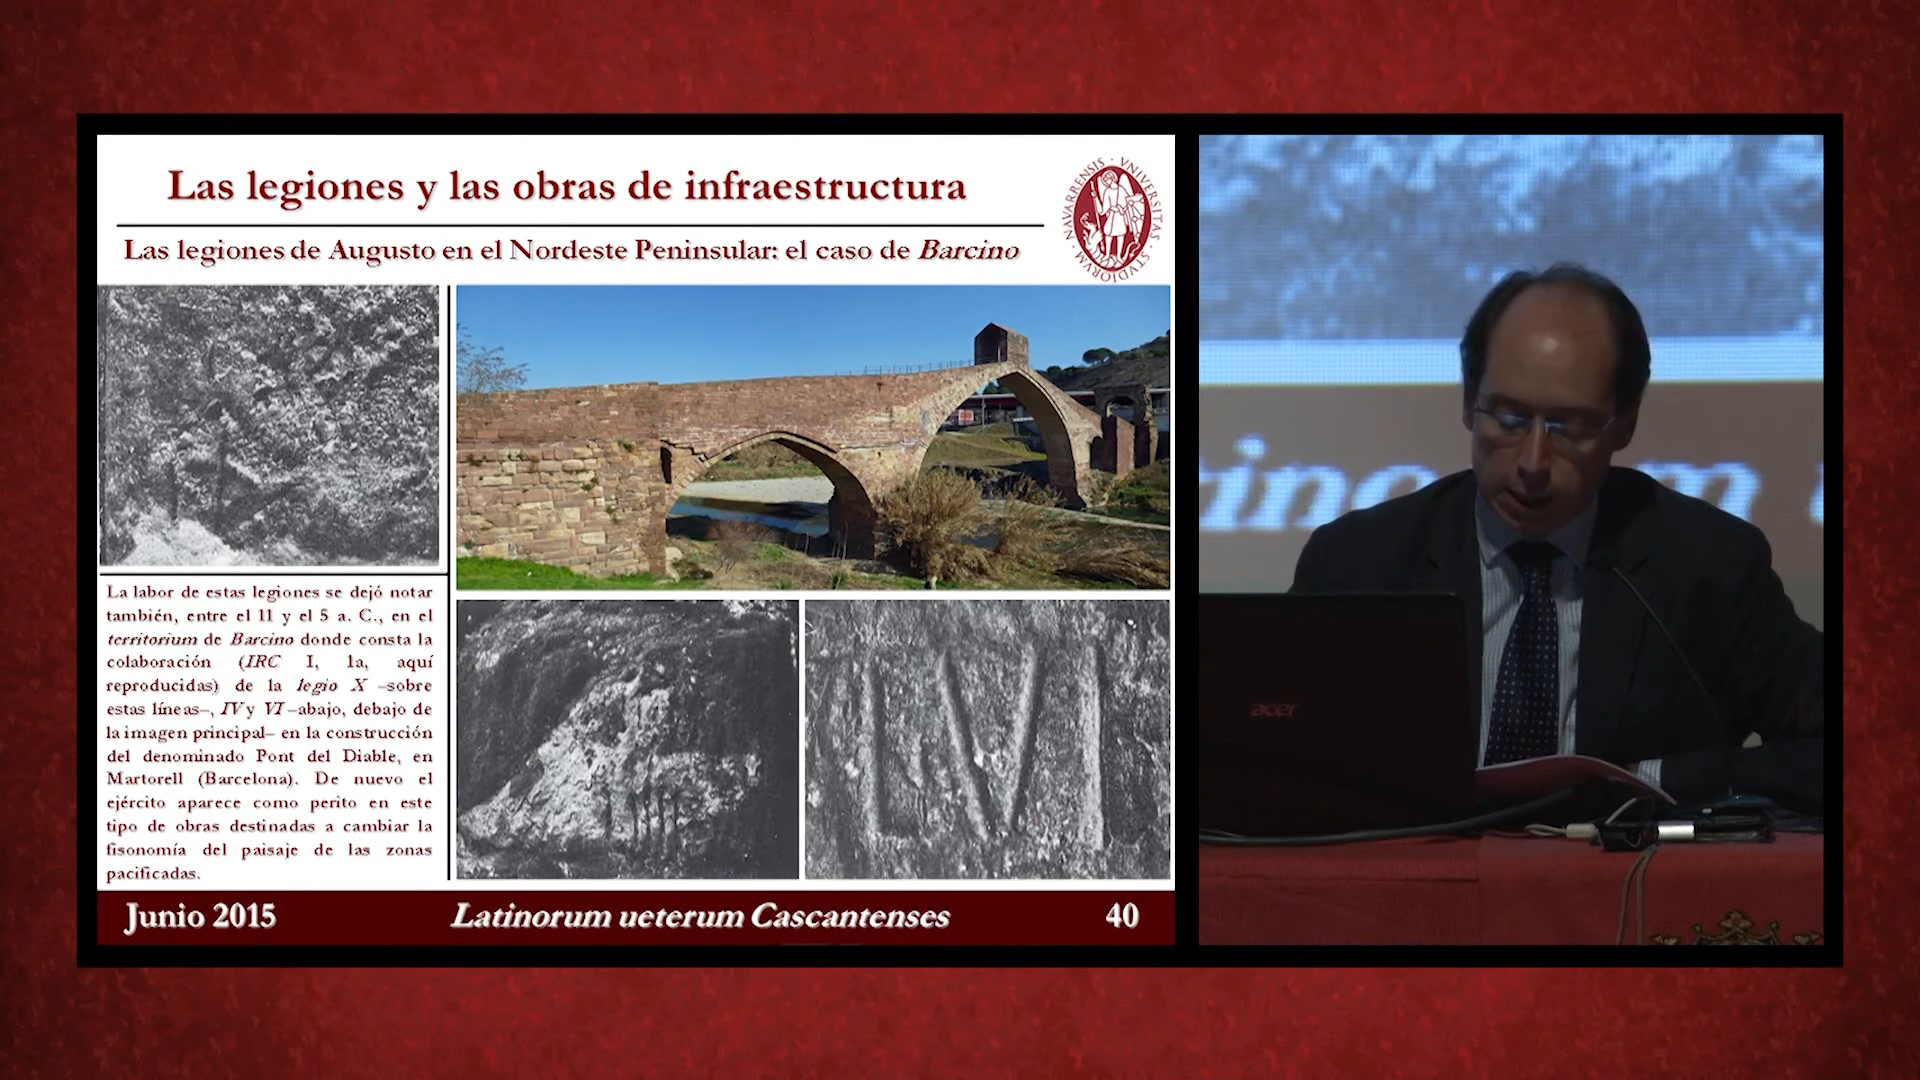 Las legiones y las obras de infraestructura
NAVARRENSIS · VNIVERSITAS · STVDIORVM
Las legiones de Augusto en el Nordeste Peninsular: el caso de Barcino
La labor de estas legiones se dejó notar
también, entre el 11 y el 5 a. C., en el
territorium de Barcino donde consta la
colaboración (IRC I, 1a, aquí
reproducidas) de la legio X –sobre
estas líneas–, IV y VI –abajo, debajo de
la imagen principal– en la construcción
del denominado Pont del Diable, en
Martorell (Barcelona). De nuevo el
ejército aparece como perito en este
tipo de obras destinadas a cambiar la
fisonomía del paisaje de las zonas
pacificadas.
LVI
Junio 2015
Latinorum ueterum Cascantenses
40
acer